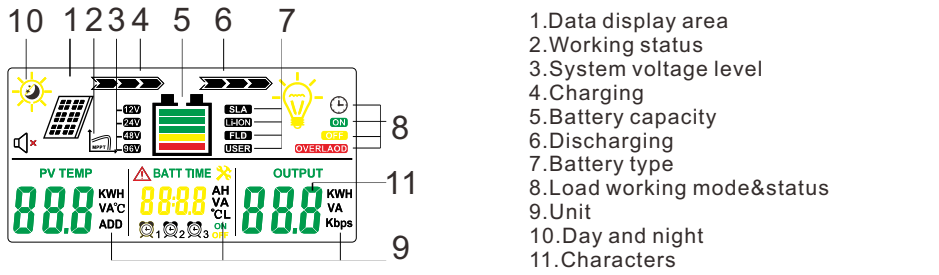 10 1 2 3 4 5 6 7
12V SLA
24V Li-ION ON
48V FLD OFF
MPPT 96V USER OVERLAOD
8
PV TEMP BATT TIME OUTPUT
11
88.8 KWH VA℃ ADD
88:8.8 AH VA ℃L ON OFF
1 2 3
88.8 KWH VA Kbps
9
1.Data display area
2.Working status
3.System voltage level
4.Charging
5.Battery capacity
6.Discharging
7.Battery type
8.Load working mode&status
9.Unit
10.Day and night
11.Characters